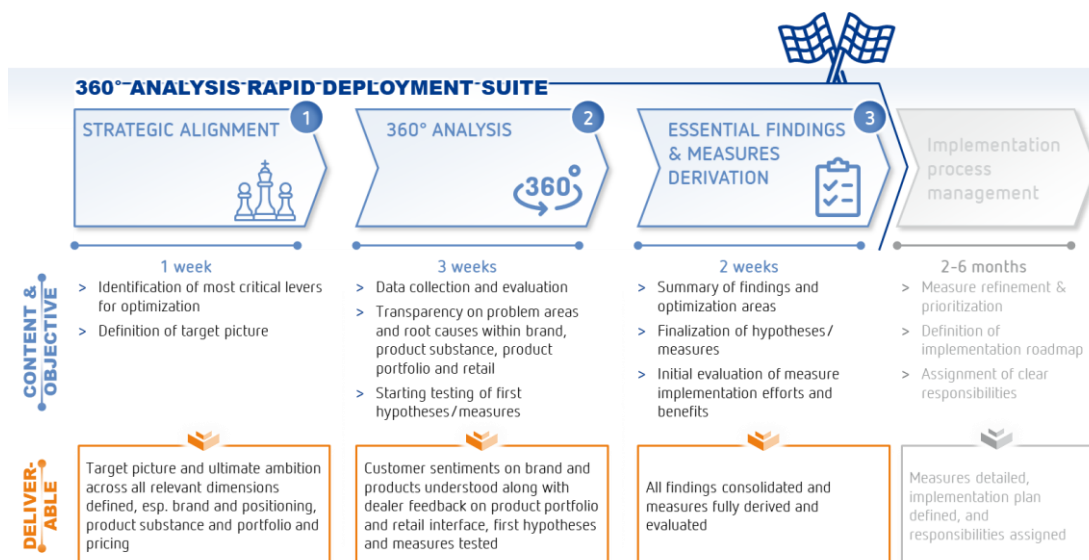 360° ANALYSIS RAPID DEPLOYMENT SUITE
STRATEGIC ALIGNMENT
1
360° ANALYSIS
2
360°
ESSENTIAL FINDINGS
& MEASURES
DERIVATION
3
Implementation
process
management
CONTENT &
OBJECTIVE
1 week
> Identification of most critical levers
for optimization
> Definition of target picture
3 weeks
> Data collection and evaluation
> Transparency on problem areas
and root causes within brand,
product substance, product
portfolio and retail
> Starting testing of first
hypotheses/measures
2 weeks
> Summary of findings and
optimization areas
> Finalization of hypotheses/
measures
> Initial evaluation of measure
implementation efforts and
benefits
2-6 months
> Measure refinement &
prioritization
> Definition of
implementation roadmap
> Assignment of clear
responsibilities
DELIVER-
ABLE
Target picture and ultimate ambition
across all relevant dimensions
defined, esp. brand and positioning,
product substance and portfolio and
pricing
Customer sentiments on brand and
products understood along with
dealer feedback on product portfolio
and retail interface, first hypotheses
and measures tested
All findings consolidated and
measures fully derived and
evaluated
Measures detailed,
implementation plan
defined, and
responsibilities assigned